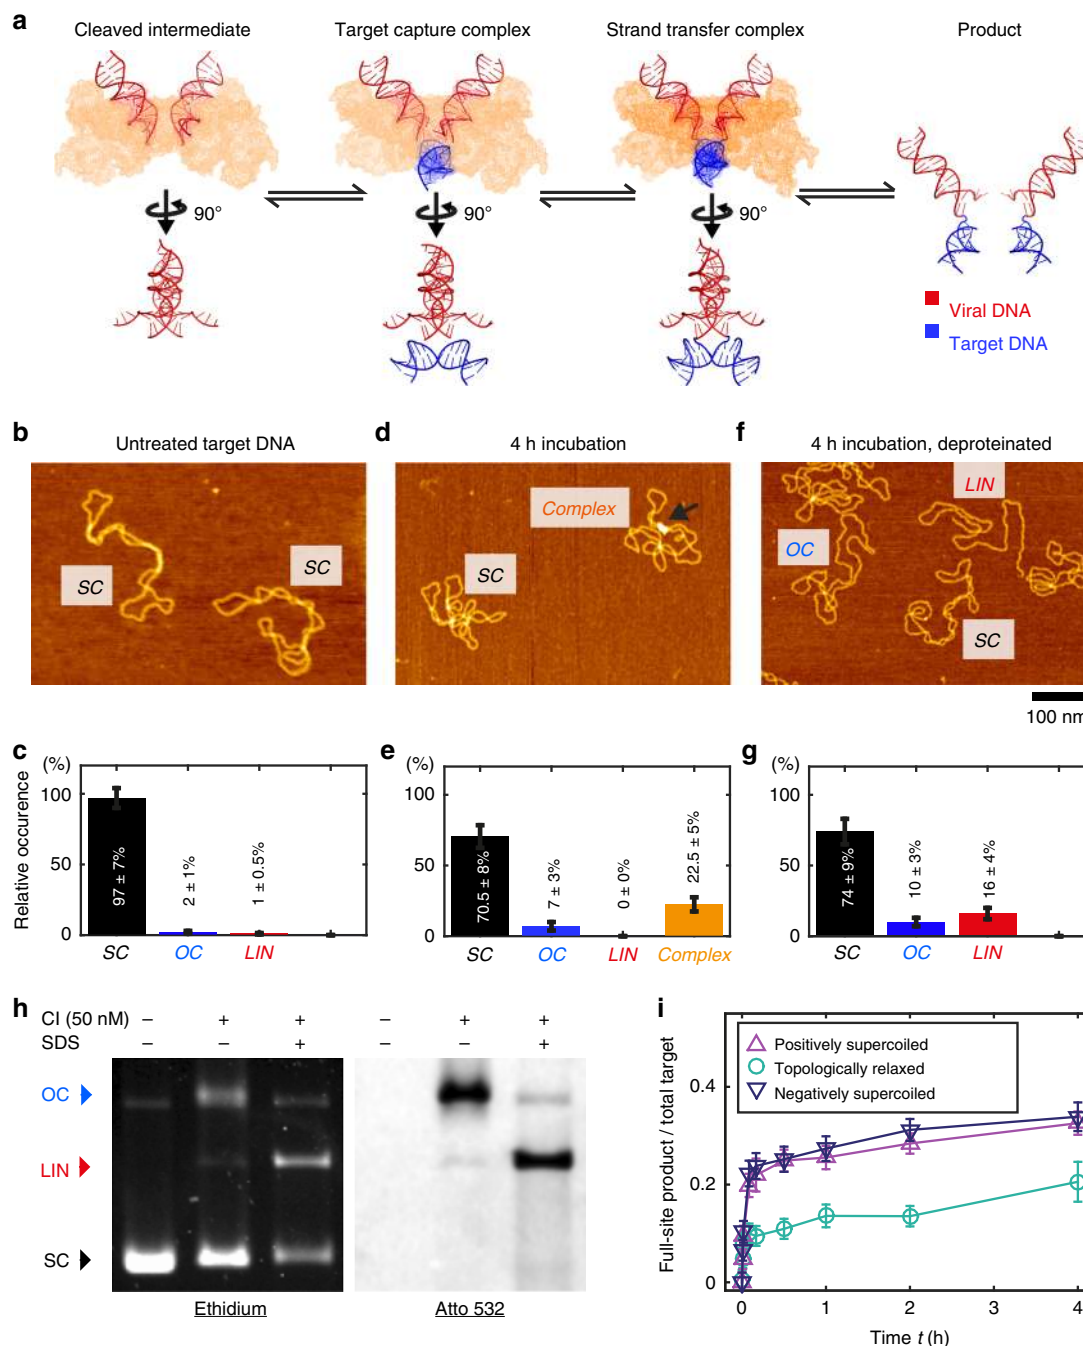 a
Cleaved intermediate
Target capture complex
Strand transfer complex
Product
90°
90°
90°
Viral DNA
Target DNA
b
Untreated target DNA
SC
SC
d
4 h incubation
Complex
SC
f
4 h incubation, deproteinated
LIN
OC
SC
100 nm
c
(%)
Relative occurence
100
50
0
97 ± 7%
2 ± 1%
1 ± 0.5%
SC
OC
LIN
e
(%)
100
50
0
70.5 ± 8%
7 ± 3%
0 ± 0%
22.5 ± 5%
SC
OC
LIN
Complex
g
(%)
100
50
0
74 ± 9%
10 ± 3%
16 ± 4%
SC
OC
LIN
h
CI (50 nM) – + + – + +
SDS – – + – – +
OC
LIN
SC
Ethidium
Atto 532
i
Positively supercoiled
Topologically relaxed
Negatively supercoiled
Full-site product / total target
0.4
0.2
0
0 1 2 3 4
Time t (h)